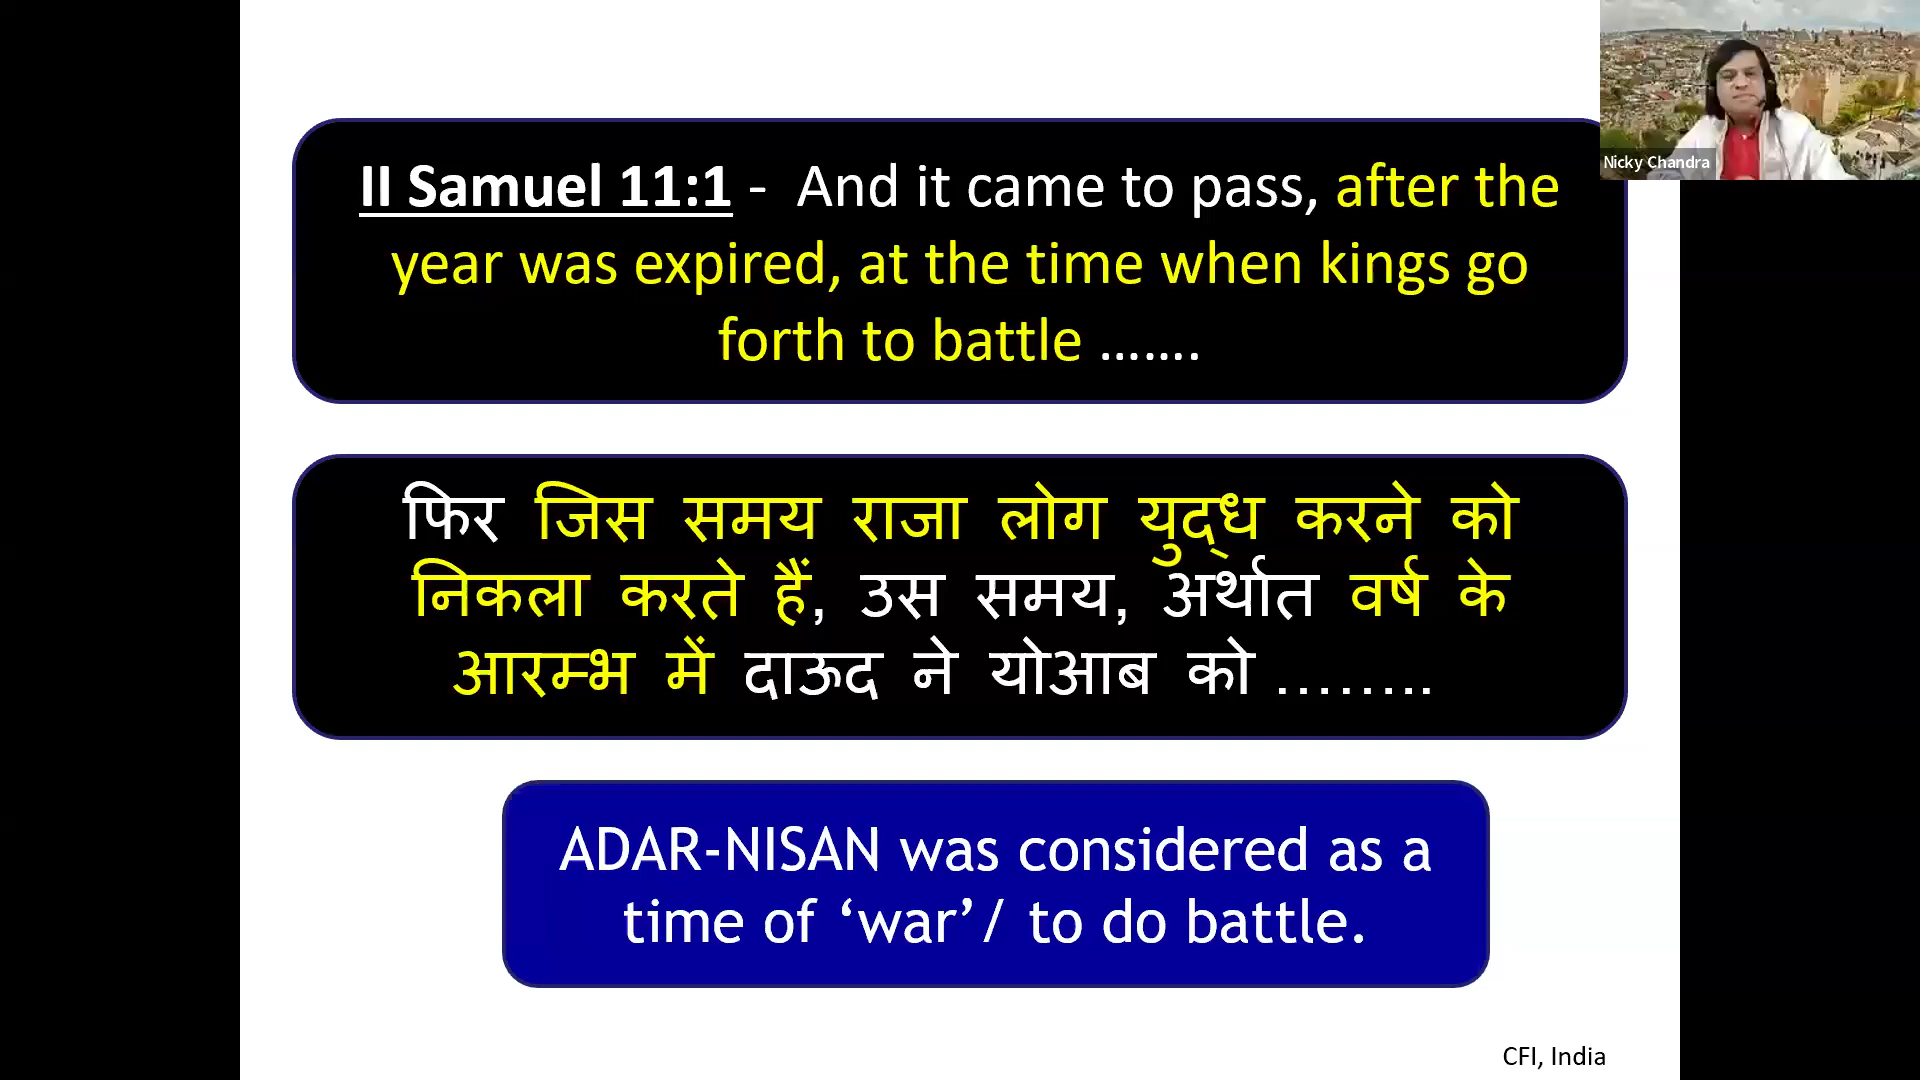 II Samuel 11:1 - And it came to pass, after the
year was expired, at the time when kings go
forth to battle .......
फिर जिस समय राजा लोग युद्ध करने को
निकला करते हैं, उस समय, अर्थात वर्ष के
आरम्भ में दाऊद ने योआब को ........
ADAR-NISAN was considered as a
time of ‘war’/ to do battle.
CFI, India
Nicky Chandra